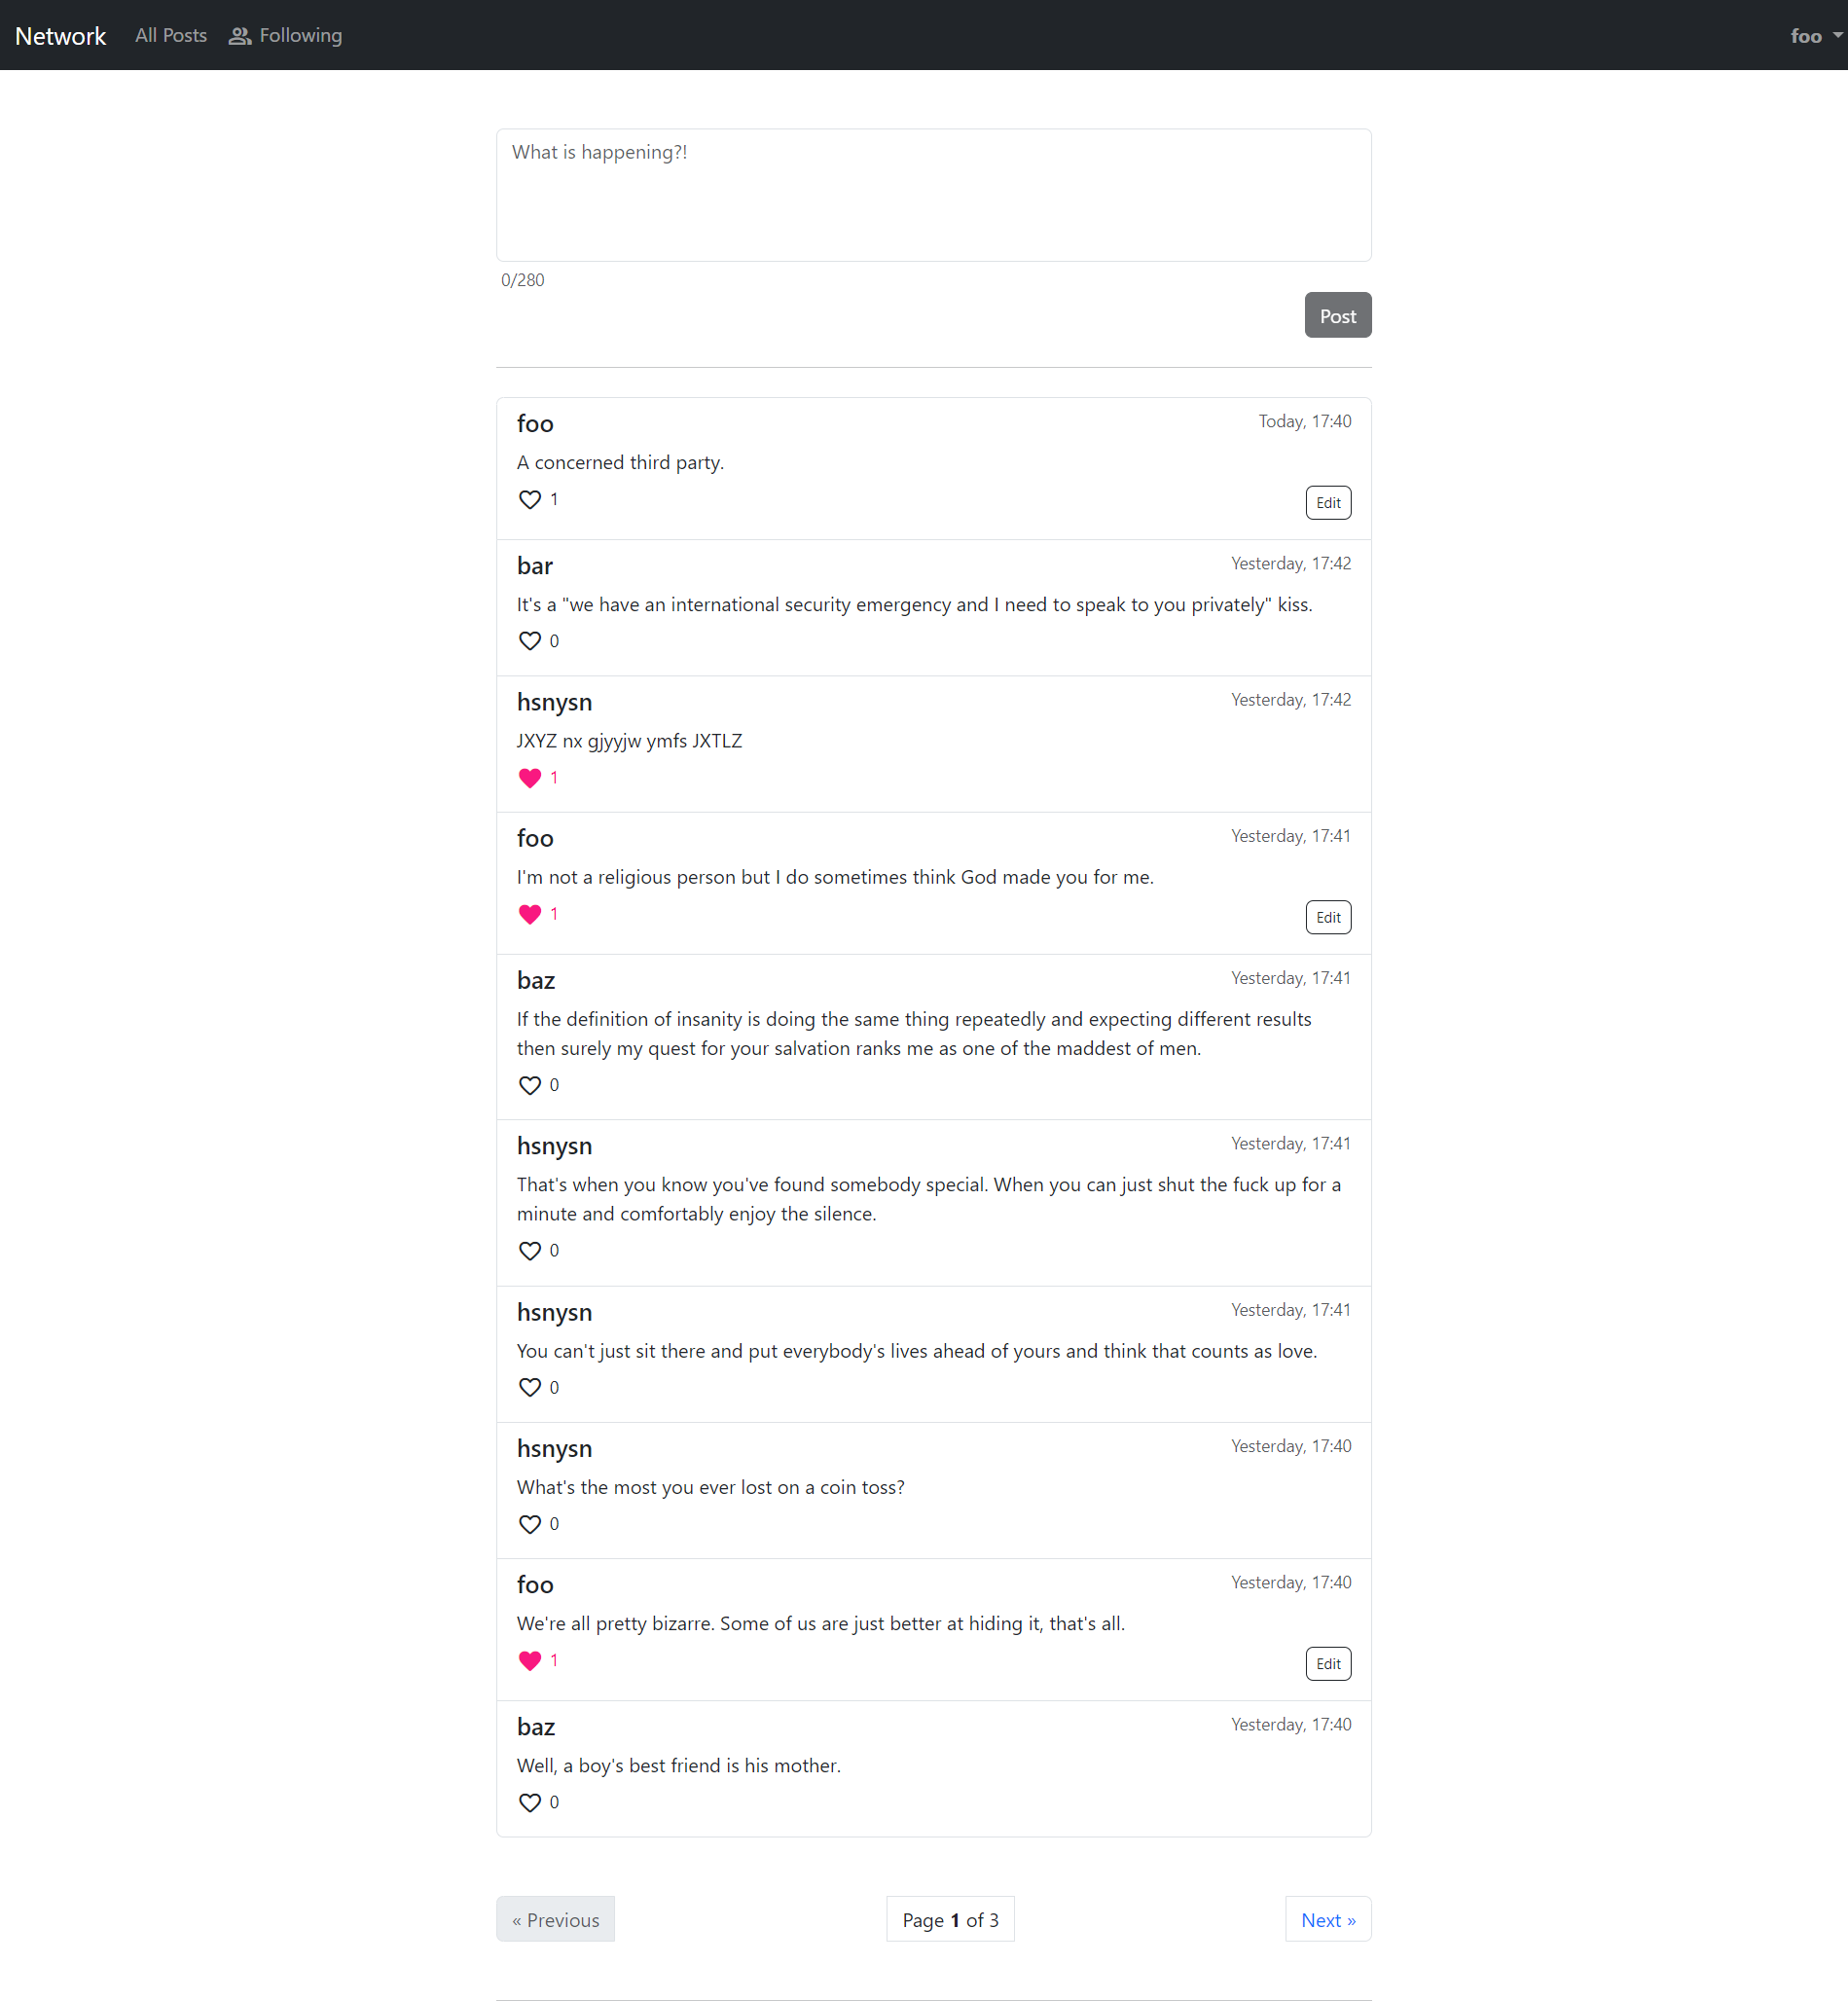 Network All Posts Following foo
What is happening?!
0/280
Post
foo Today, 17:40
A concerned third party.
1 Edit
bar Yesterday, 17:42
It's a "we have an international security emergency and I need to speak to you privately" kiss.
0
hsnysn Yesterday, 17:42
JXYZ nx gjyyjw ymfs JXTLZ
1
foo Yesterday, 17:41
I'm not a religious person but I do sometimes think God made you for me.
1 Edit
baz Yesterday, 17:41
If the definition of insanity is doing the same thing repeatedly and expecting different results
then surely my quest for your salvation ranks me as one of the maddest of men.
0
hsnysn Yesterday, 17:41
That's when you know you've found somebody special. When you can just shut the fuck up for a
minute and comfortably enjoy the silence.
0
hsnysn Yesterday, 17:41
You can't just sit there and put everybody's lives ahead of yours and think that counts as love.
0
hsnysn Yesterday, 17:40
What's the most you ever lost on a coin toss?
0
foo Yesterday, 17:40
We're all pretty bizarre. Some of us are just better at hiding it, that's all.
1 Edit
baz Yesterday, 17:40
Well, a boy's best friend is his mother.
0
« Previous Page 1 of 3 Next »